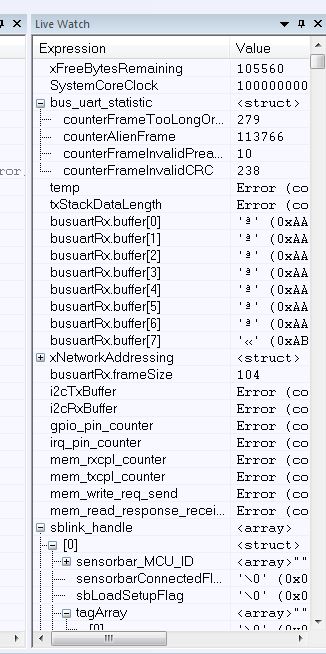 Live Watch
Expression Value
xFreeBytesRemaining 105560
SystemCoreClock 100000000
bus_uart_statistic <struct>
counterFrameTooLongOr... 279
counterAlienFrame 113766
counterFrameInvalidPrea... 10
counterFrameInvalidCRC 238
temp Error (co
txStackDataLength Error (co
busuartRx.buffer[0] 'ª' (0xAA
busuartRx.buffer[1] 'ª' (0xAA
busuartRx.buffer[2] 'ª' (0xAA
busuartRx.buffer[3] 'ª' (0xAA
busuartRx.buffer[4] 'ª' (0xAA
busuartRx.buffer[5] 'ª' (0xAA
busuartRx.buffer[6] 'ª' (0xAA
busuartRx.buffer[7] '«' (0xAB
xNetworkAddressing <struct>
busuartRx.frameSize 104
i2cTxBuffer Error (co
i2cRxBuffer Error (co
gpio_pin_counter Error (co
irq_pin_counter Error (co
mem_rxcpl_counter Error (co
mem_txcpl_counter Error (co
mem_write_req_send Error (co
mem_read_response_recei... Error (co
sblink_handle <array>
[0] <struct>
sensorbar_MCU_ID <array>""
sensorbarConnectedFl... '\0' (0x0
sbLoadSetupFlag '\0' (0x0
tagArray <array>""
[0] '\0' (0x0